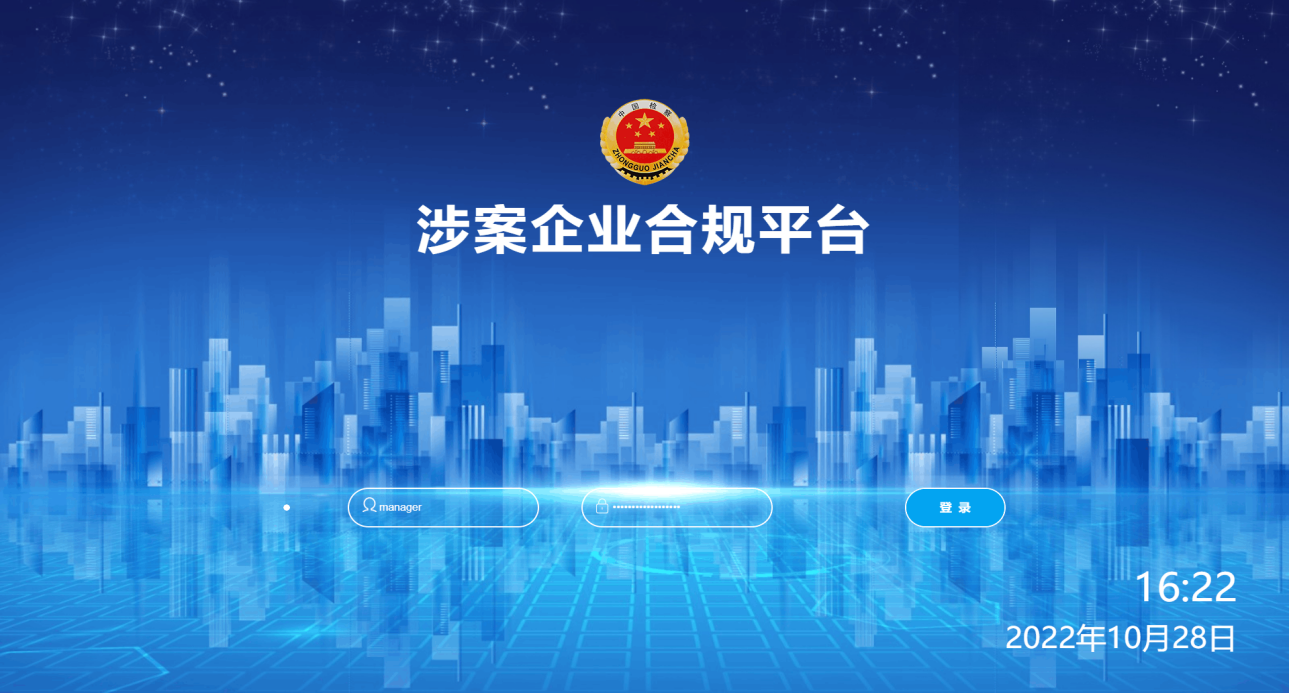 中国检察
ZHONGGUO JIANCHA
涉案企业合规平台
manager
登录
16:22
2022年10月28日